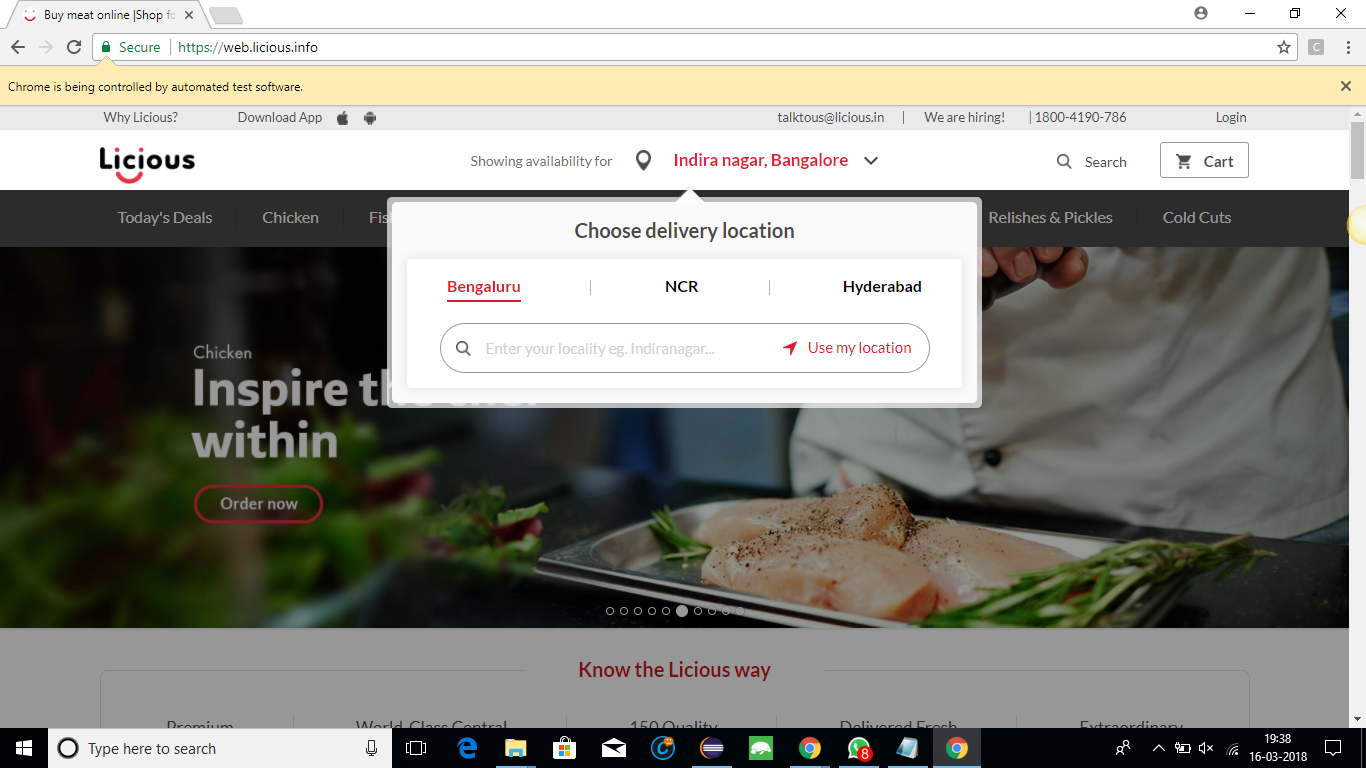 Buy meat online |Shop fo
Secure
https://web.licious.info
C
Chrome is being controlled by automated test software.
Why Licious?
Download App
talktous@licious.in
|
We are hiring!
| 1800-4190-786
Login
Licious
Showing availability for
Indira nagar, Bangalore
Search
Cart
Today's Deals
Chicken
Relishes & Pickles
Cold Cuts
Choose delivery location
Bengaluru
|
NCR
|
Hyderabad
Enter your locality eg. Indiranagar...
Use my location
Chicken
Inspire the chef
within
Order now
Know the Licious way
Premium
World-Class Central
150 Quality
Delivered Fresh
Extraordinary
Type here to search
8
19:38
16-03-2018